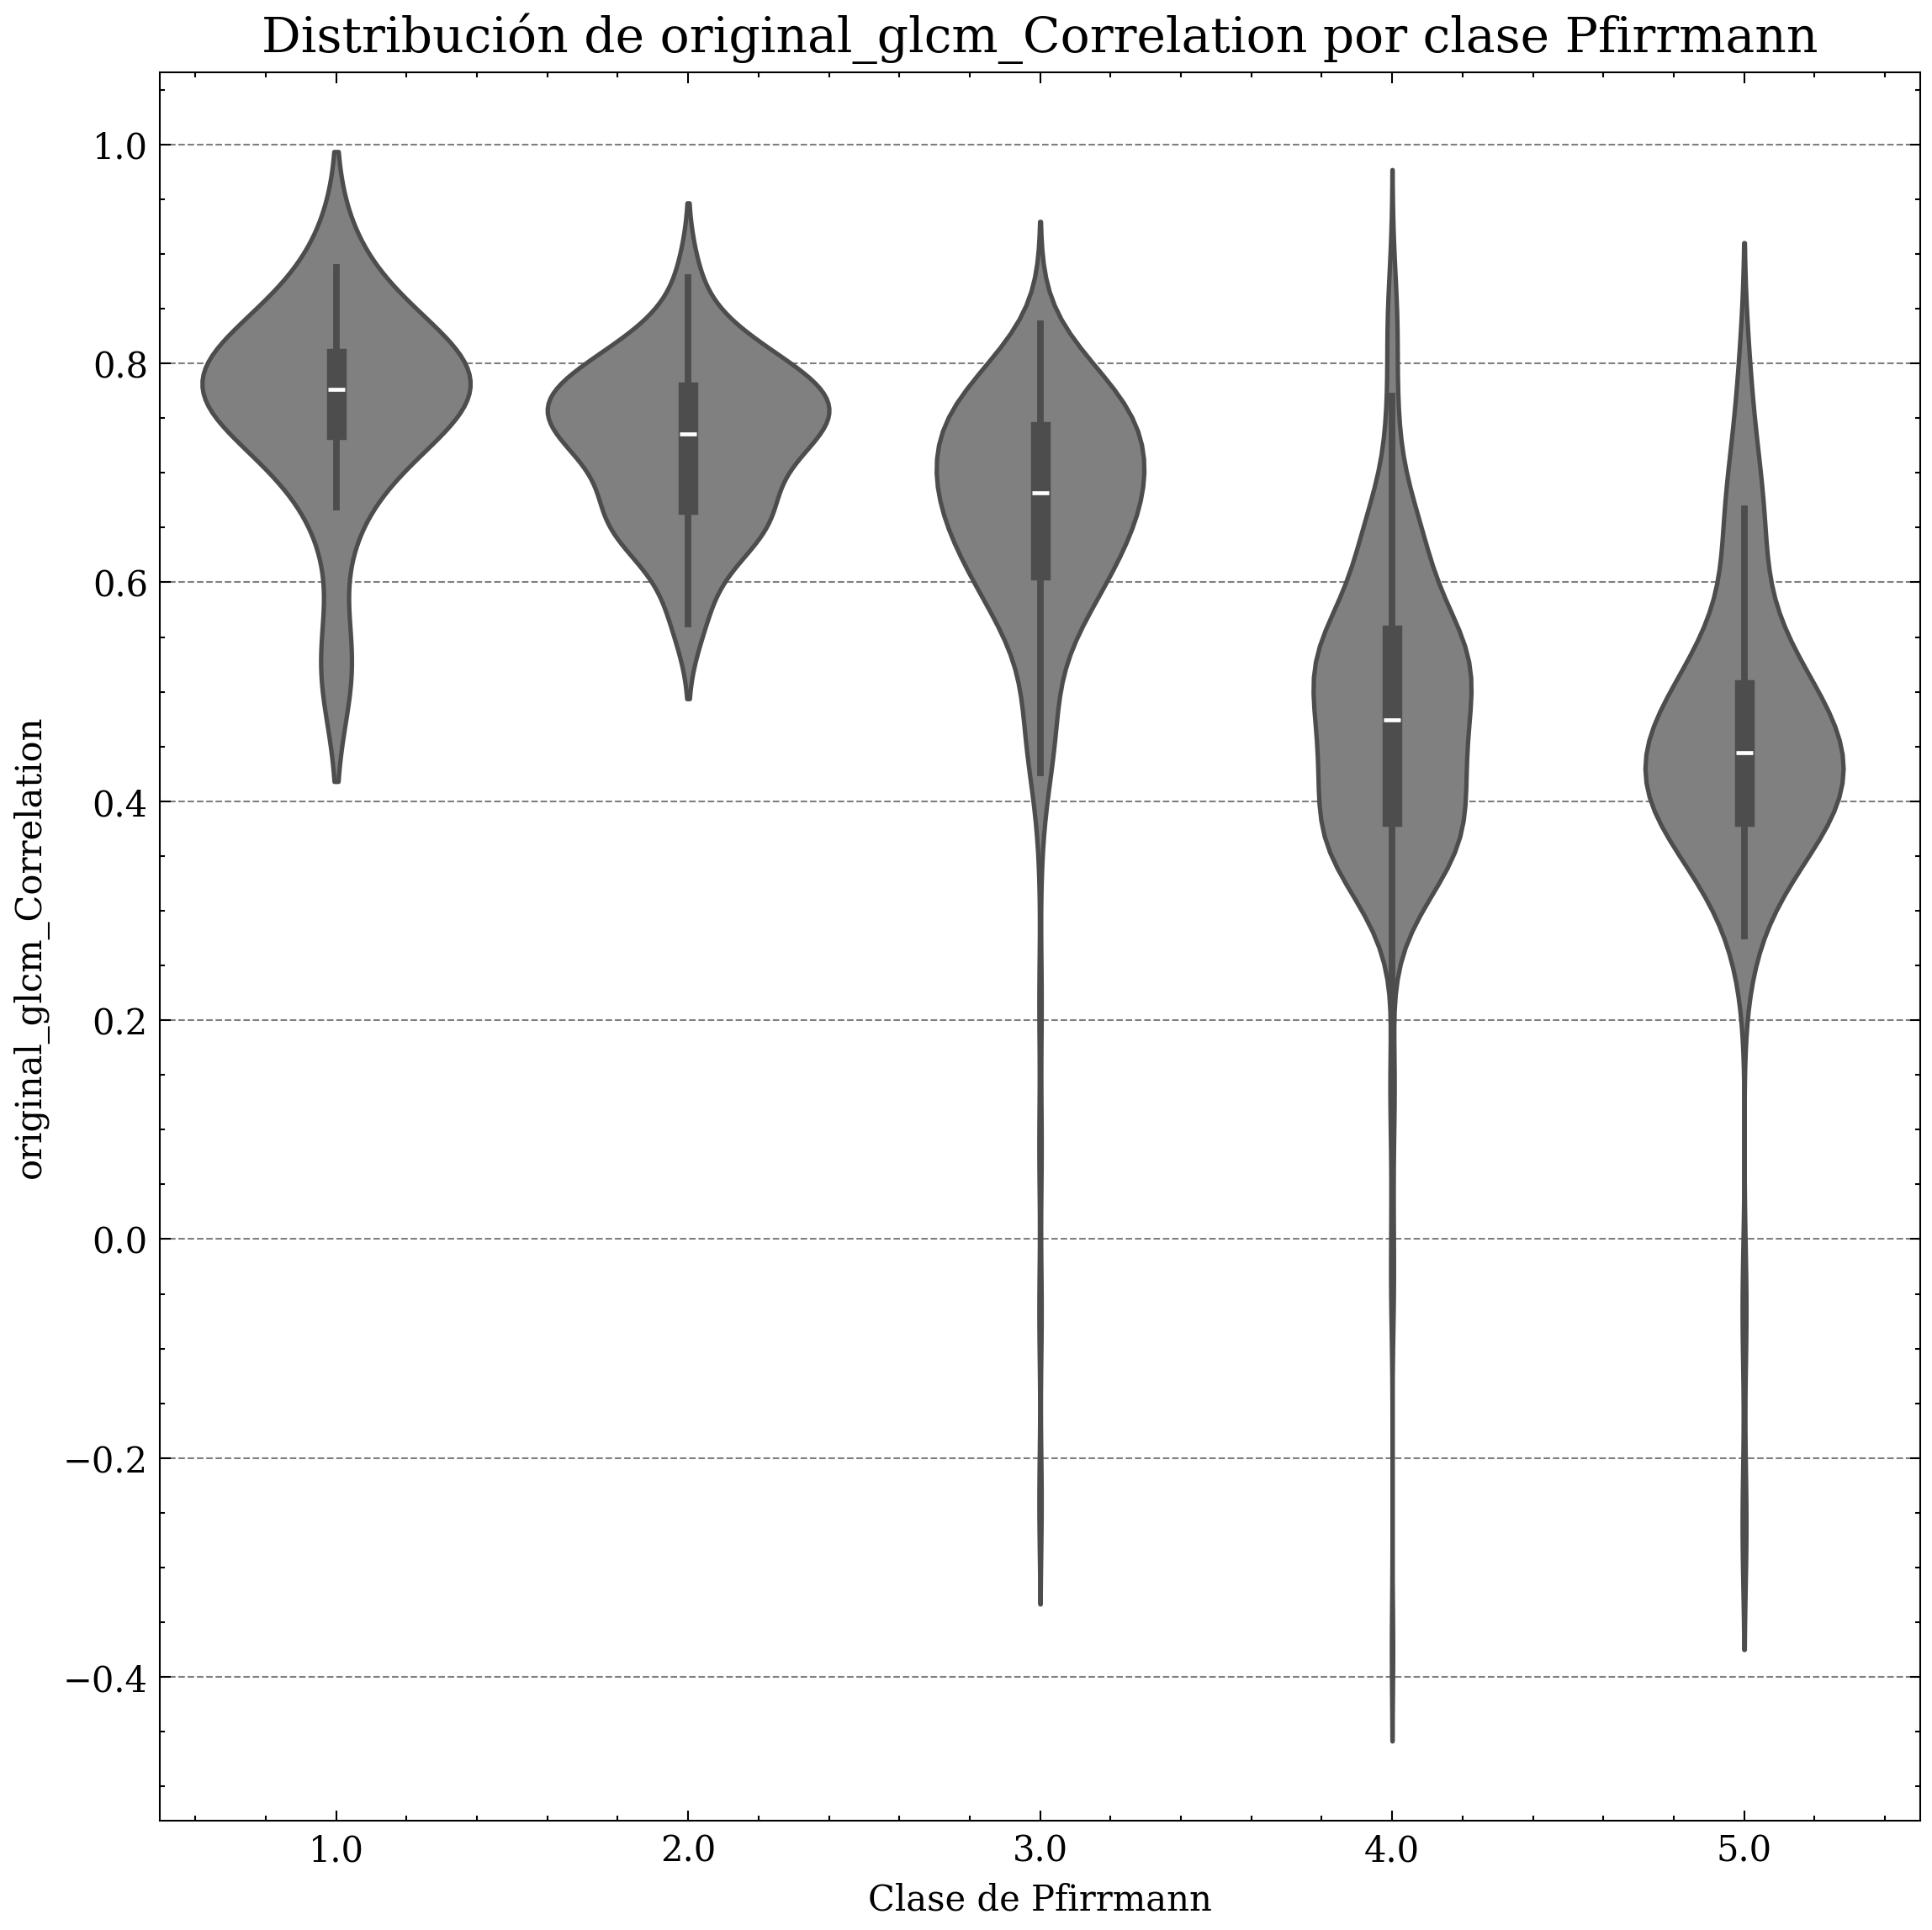 Distribución de original_glcm_Correlation por clase Pfirrmann
original_glcm_Correlation
1.0
0.8
0.6
0.4
0.2
0.0
−0.2
−0.4
1.0 2.0 3.0 4.0 5.0
Clase de Pfirrmann